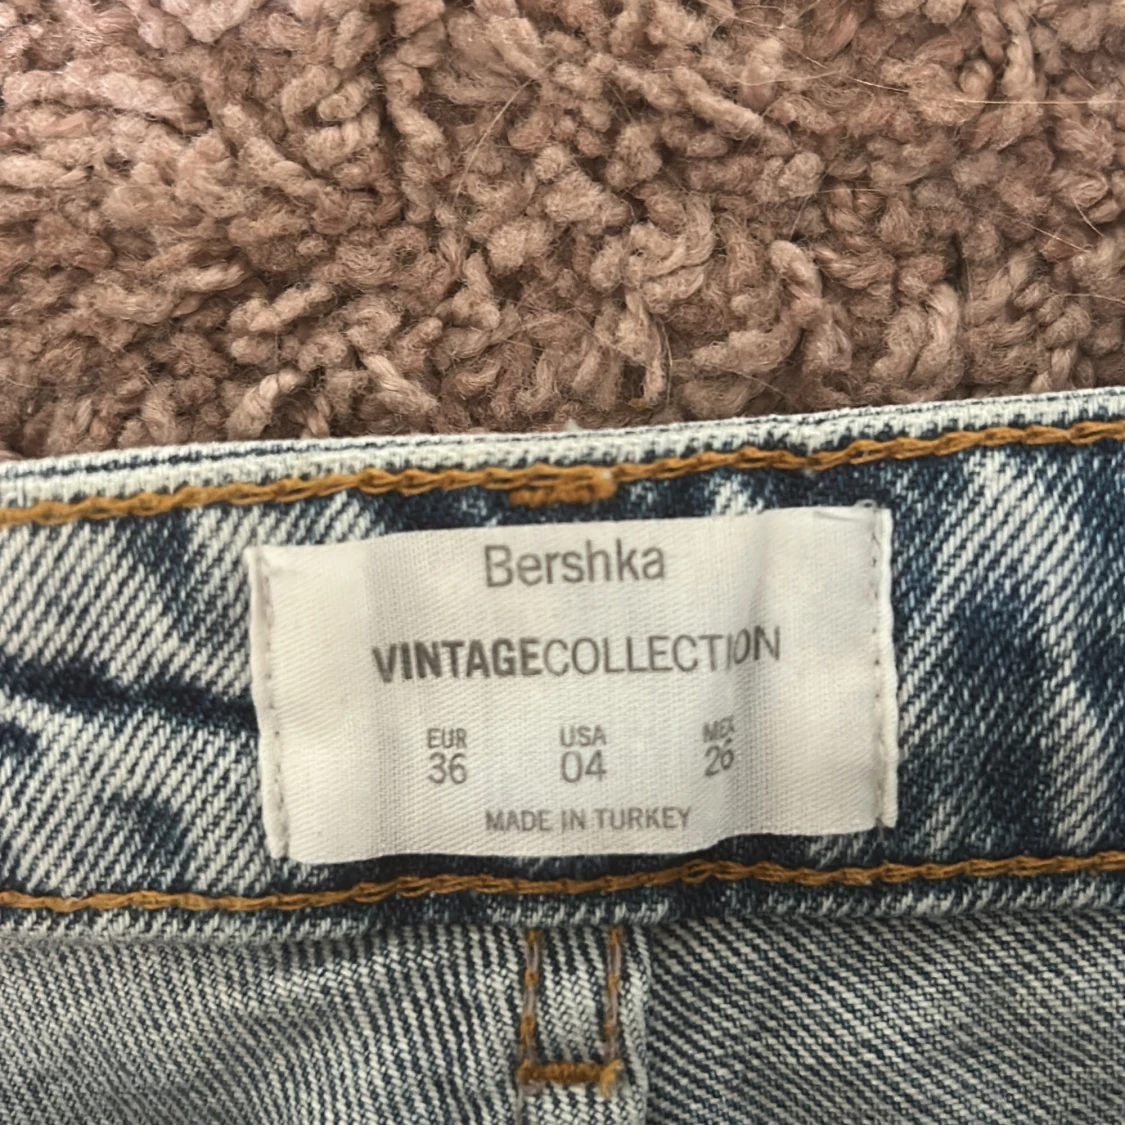 Bershka
VINTAGECOLLECTION
EUR USA MEX
36 04 26
MADE IN TURKEY